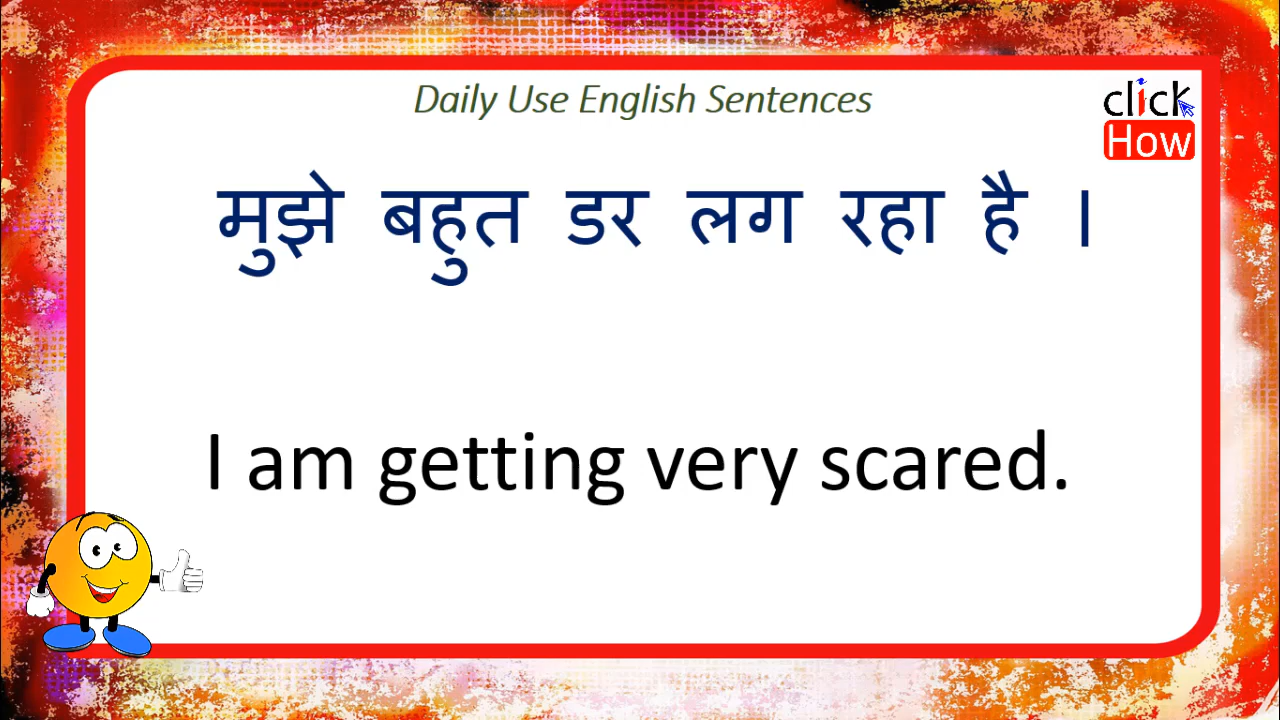 Daily Use English Sentences
click
How
मुझे बहुत डर लग रहा है ।
I am getting very scared.